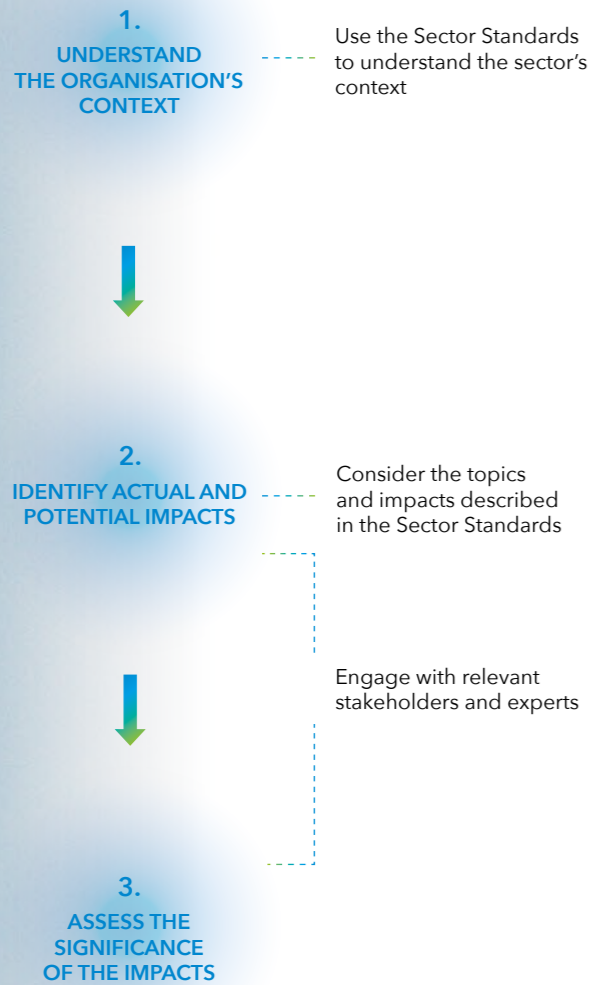 1.
UNDERSTAND
THE ORGANISATION'S
CONTEXT
Use the Sector Standards
to understand the sector's
context
2.
IDENTIFY ACTUAL AND
POTENTIAL IMPACTS
Consider the topics
and impacts described
in the Sector Standards
Engage with relevant
stakeholders and experts
3.
ASSESS THE
SIGNIFICANCE
OF THE IMPACTS